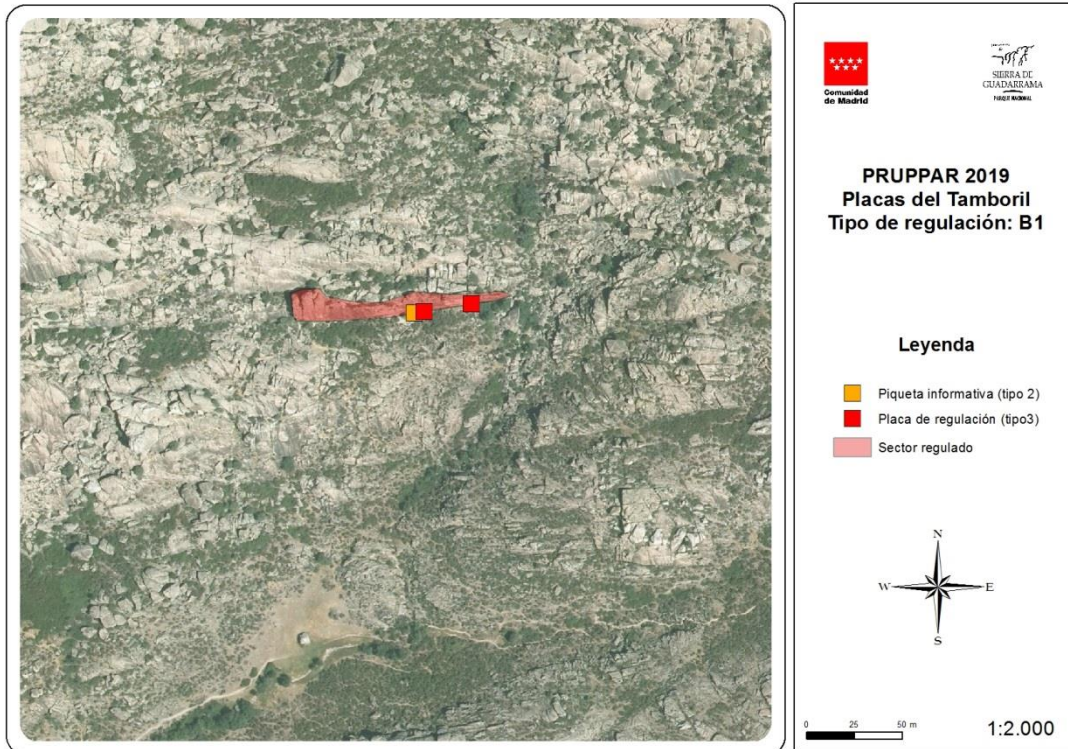 Comunidad
de Madrid
SIERRA DE
GUADARRAMA
PARQUE NACIONAL
PRUPPAR 2019
Placas del Tamboril
Tipo de regulación: B1
Leyenda
Piqueta informativa (tipo 2)
Placa de regulación (tipo3)
Sector regulado
N
W E
S
0 25 50 m
1:2.000